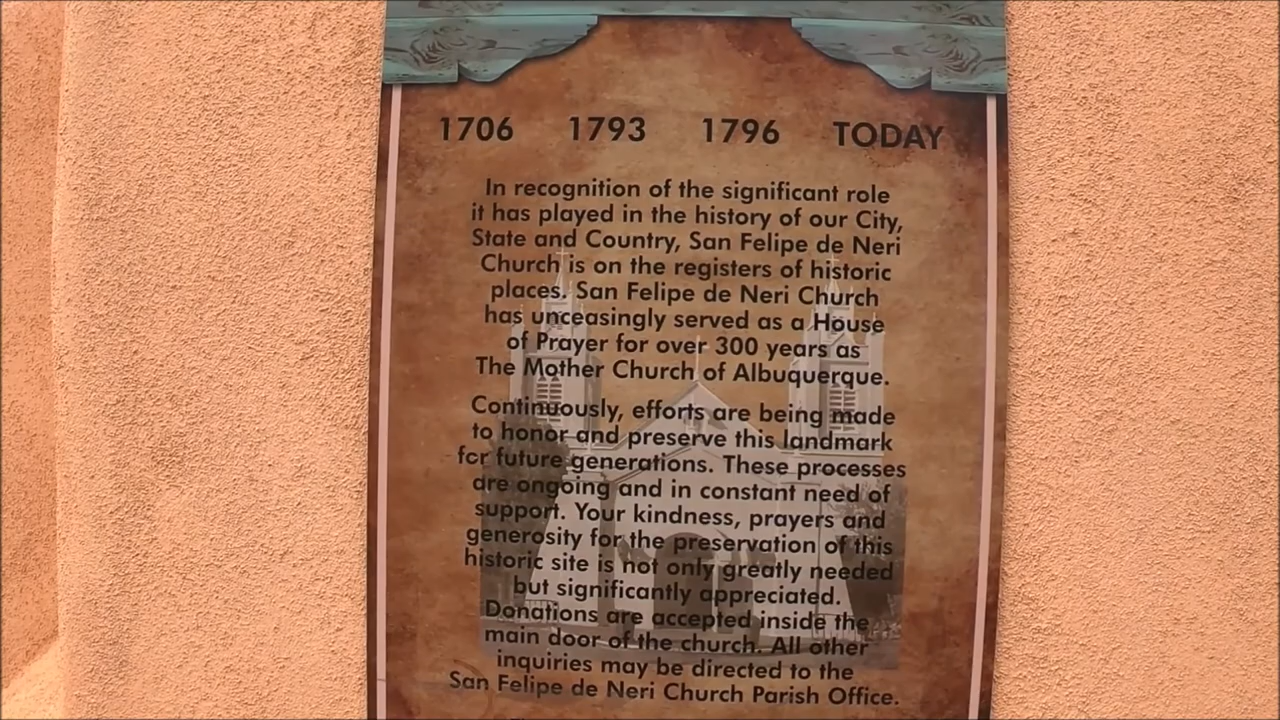 1706 1793 1796 TODAY
In recognition of the significant role
it has played in the history of our City,
State and Country, San Felipe de Neri
Church is on the registers of historic
places. San Felipe de Neri Church
has unceasingly served as a House
of Prayer for over 300 years as
The Mother Church of Albuquerque.
Continuously, efforts are being made
to honor and preserve this landmark
for future generations. These processes
are ongoing and in constant need of
support. Your kindness, prayers and
generosity for the preservation of this
historic site is not only greatly needed
but significantly appreciated.
Donations are accepted inside the
main door of the church. All other
inquiries may be directed to the
San Felipe de Neri Church Parish Office.